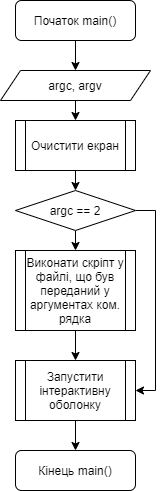 Початок main()
argc, argv
Очистити екран
argc == 2
Виконати скріпт у
файлі, що був
переданий у
аргументах ком.
рядка
Запустити
інтерактивну
оболонку
Кінець main()